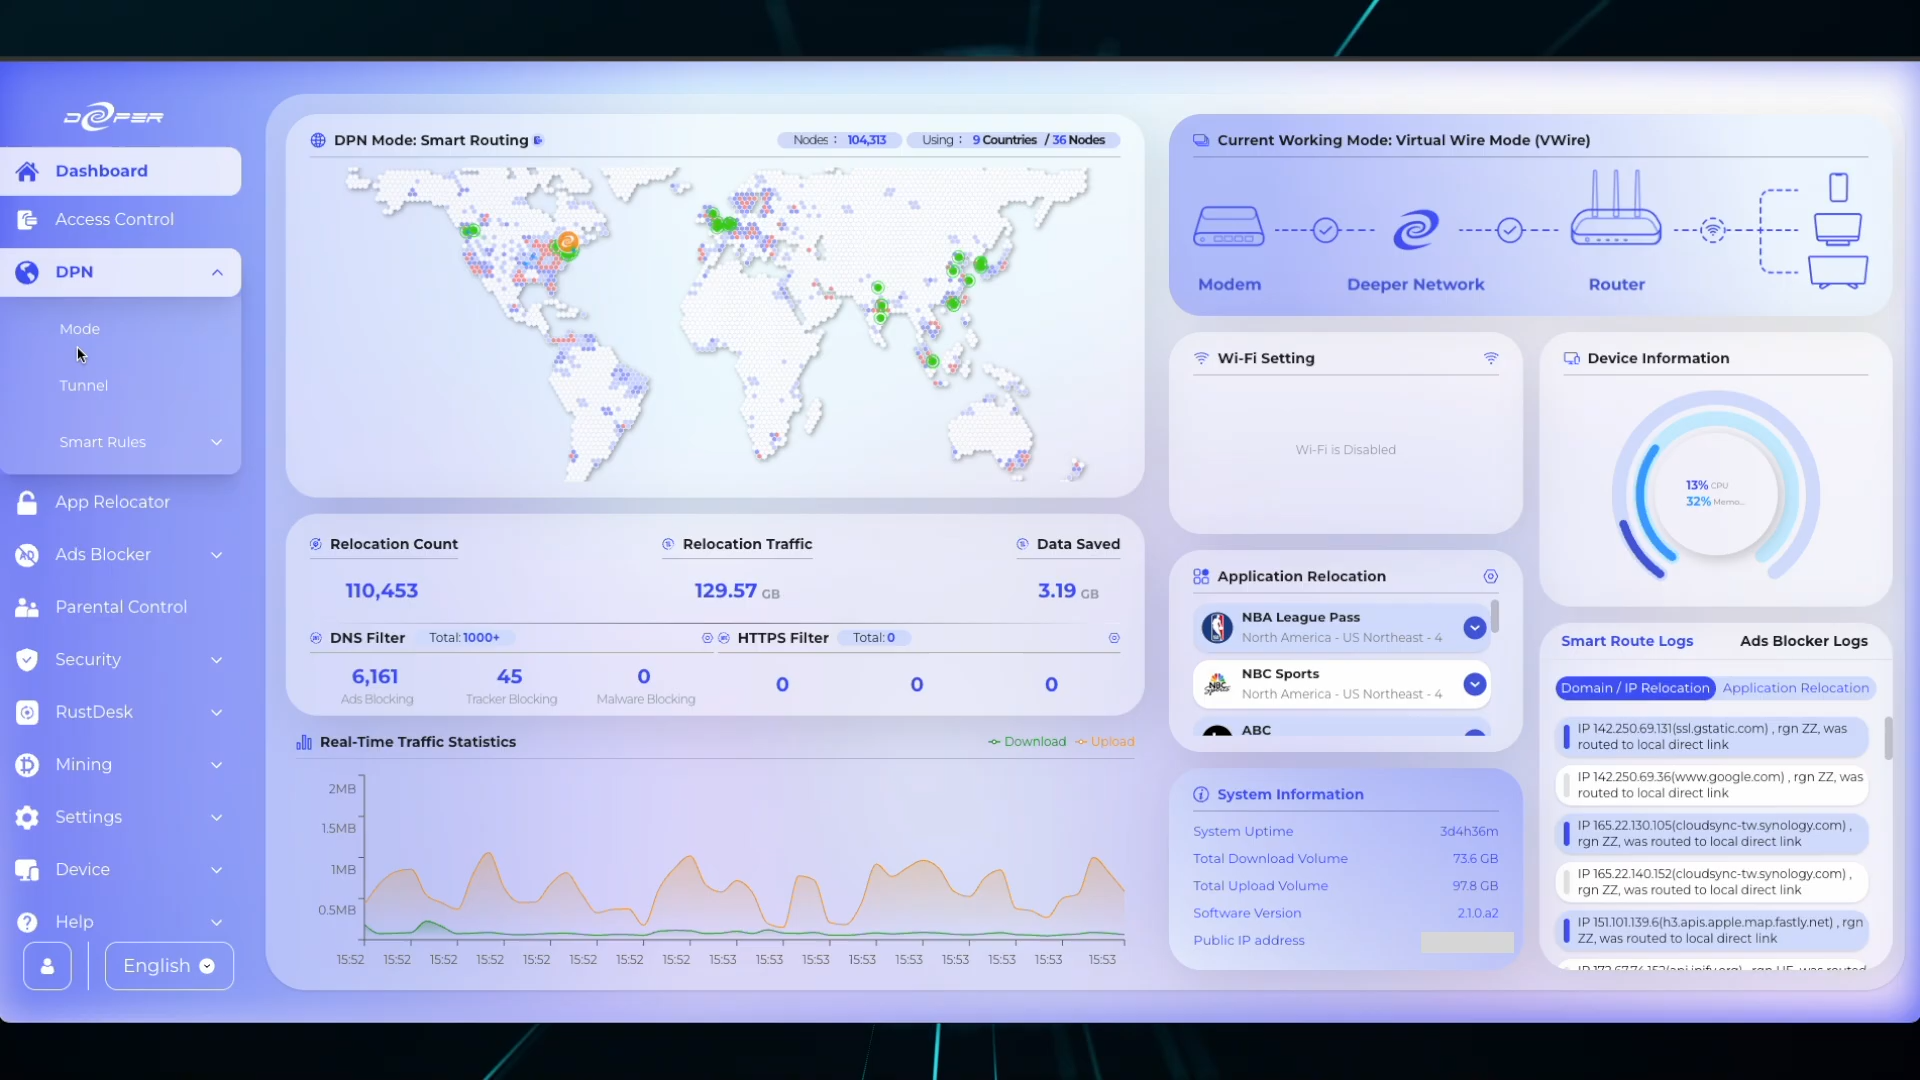 DEEPER
Dashboard
Access Control
DPN
Mode
Tunnel
Smart Rules
App Relocator
Ads Blocker
Parental Control
Security
RustDesk
Mining
Settings
Device
Help
English
DPN Mode: Smart Routing
Nodes : 104,313
Using : 9 Countries / 36 Nodes
Relocation Count
110,453
Relocation Traffic
129.57 GB
Data Saved
3.19 GB
DNS Filter Total: 1000+
6,161
Ads Blocking
45
Tracker Blocking
0
Malware Blocking
HTTPS Filter Total: 0
0
0
0
Real-Time Traffic Statistics
Download Upload
2MB
1.5MB
1MB
0.5MB
15:52 15:52 15:52 15:52 15:52 15:52 15:52 15:52 15:53 15:53 15:53 15:53 15:53 15:53 15:53 15:53 15:53
Current Working Mode: Virtual Wire Mode (VWire)
Modem
Deeper Network
Router
Wi-Fi Setting
Wi-Fi is Disabled
Device Information
13% CPU
32% Memo...
Application Relocation
NBA League Pass
North America - US Northeast - 4
NBC Sports
North America - US Northeast - 4
ABC
System Information
System Uptime 3d4h36m
Total Download Volume 73.6 GB
Total Upload Volume 97.8 GB
Software Version 2.1.0.a2
Public IP address
Smart Route Logs
Ads Blocker Logs
Domain / IP Relocation
Application Relocation
IP 142.250.69.131(ssl.gstatic.com) , rgn ZZ, was
routed to local direct link
IP 142.250.69.36(www.google.com) , rgn ZZ, was
routed to local direct link
IP 165.22.130.105(cloudsync-tw.synology.com) ,
rgn ZZ, was routed to local direct link
IP 165.22.140.152(cloudsync-tw.synology.com) ,
rgn ZZ, was routed to local direct link
IP 151.101.139.6(h3.apis.apple.map.fastly.net) , rgn
ZZ, was routed to local direct link